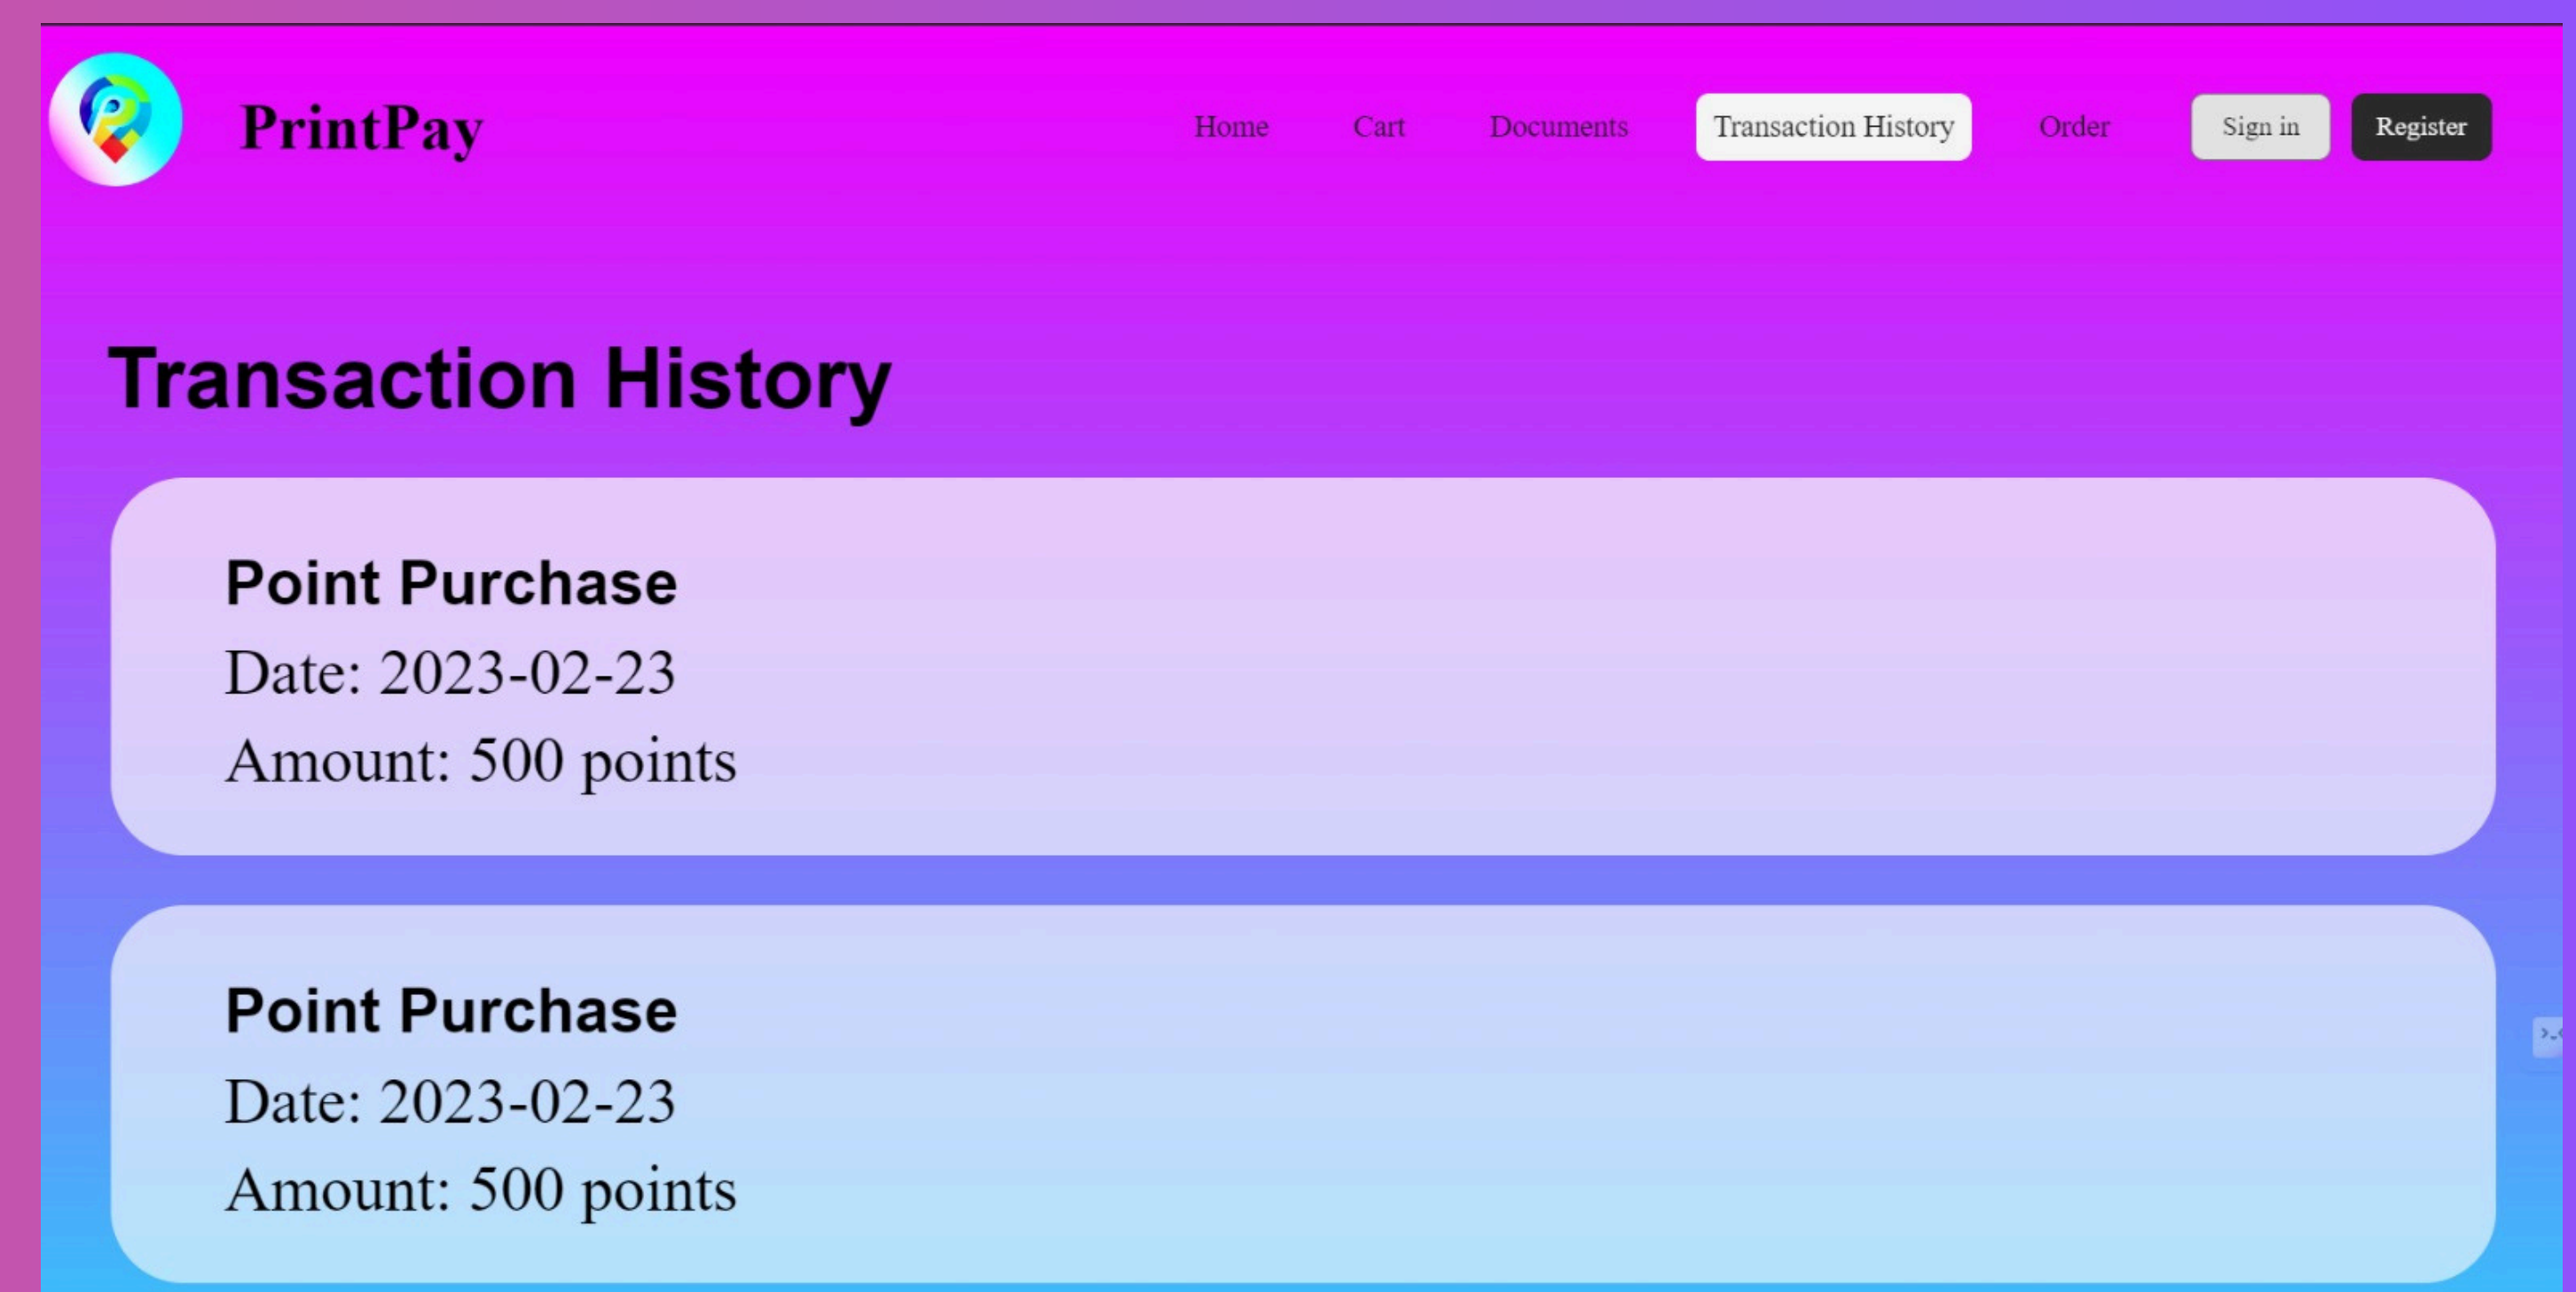 PrintPay
Home Cart Documents Transaction History Order Sign in Register
Transaction History
Point Purchase
Date: 2023-02-23
Amount: 500 points
Point Purchase
Date: 2023-02-23
Amount: 500 points